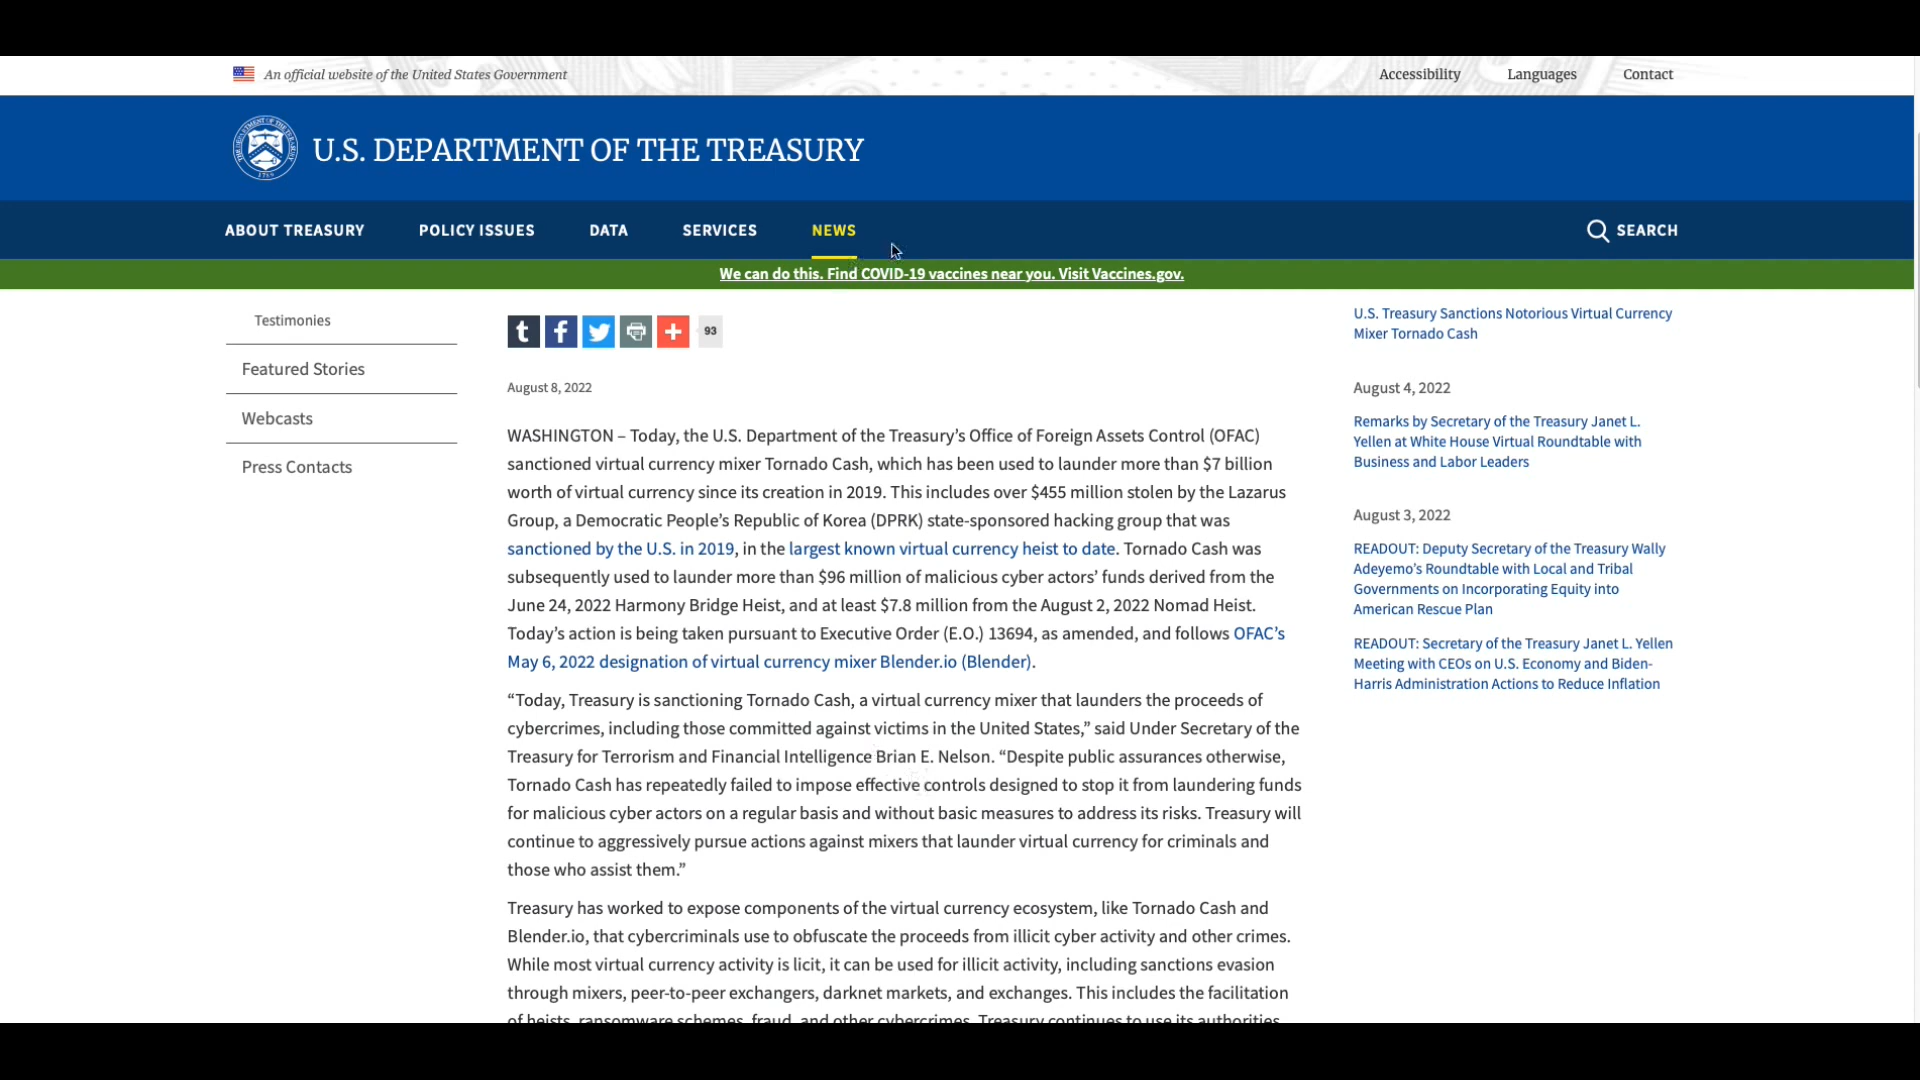 An official website of the United States Government
Accessibility
Languages
Contact
U.S. DEPARTMENT OF THE TREASURY
ABOUT TREASURY
POLICY ISSUES
DATA
SERVICES
NEWS
SEARCH
We can do this. Find COVID-19 vaccines near you. Visit Vaccines.gov.
Testimonies
Featured Stories
Webcasts
Press Contacts
93
August 8, 2022
WASHINGTON – Today, the U.S. Department of the Treasury’s Office of Foreign Assets Control (OFAC)
sanctioned virtual currency mixer Tornado Cash, which has been used to launder more than $7 billion
worth of virtual currency since its creation in 2019. This includes over $455 million stolen by the Lazarus
Group, a Democratic People’s Republic of Korea (DPRK) state-sponsored hacking group that was
sanctioned by the U.S. in 2019, in the largest known virtual currency heist to date. Tornado Cash was
subsequently used to launder more than $96 million of malicious cyber actors’ funds derived from the
June 24, 2022 Harmony Bridge Heist, and at least $7.8 million from the August 2, 2022 Nomad Heist.
Today’s action is being taken pursuant to Executive Order (E.O.) 13694, as amended, and follows OFAC’s
May 6, 2022 designation of virtual currency mixer Blender.io (Blender).
“Today, Treasury is sanctioning Tornado Cash, a virtual currency mixer that launders the proceeds of
cybercrimes, including those committed against victims in the United States,” said Under Secretary of the
Treasury for Terrorism and Financial Intelligence Brian E. Nelson. “Despite public assurances otherwise,
Tornado Cash has repeatedly failed to impose effective controls designed to stop it from laundering funds
for malicious cyber actors on a regular basis and without basic measures to address its risks. Treasury will
continue to aggressively pursue actions against mixers that launder virtual currency for criminals and
those who assist them.”
Treasury has worked to expose components of the virtual currency ecosystem, like Tornado Cash and
Blender.io, that cybercriminals use to obfuscate the proceeds from illicit cyber activity and other crimes.
While most virtual currency activity is licit, it can be used for illicit activity, including sanctions evasion
through mixers, peer-to-peer exchangers, darknet markets, and exchanges. This includes the facilitation
of heists, ransomware schemes, fraud, and other cybercrimes. Treasury continues to use its authorities
U.S. Treasury Sanctions Notorious Virtual Currency
Mixer Tornado Cash
August 4, 2022
Remarks by Secretary of the Treasury Janet L.
Yellen at White House Virtual Roundtable with
Business and Labor Leaders
August 3, 2022
READOUT: Deputy Secretary of the Treasury Wally
Adeyemo’s Roundtable with Local and Tribal
Governments on Incorporating Equity into
American Rescue Plan
READOUT: Secretary of the Treasury Janet L. Yellen
Meeting with CEOs on U.S. Economy and Biden-
Harris Administration Actions to Reduce Inflation